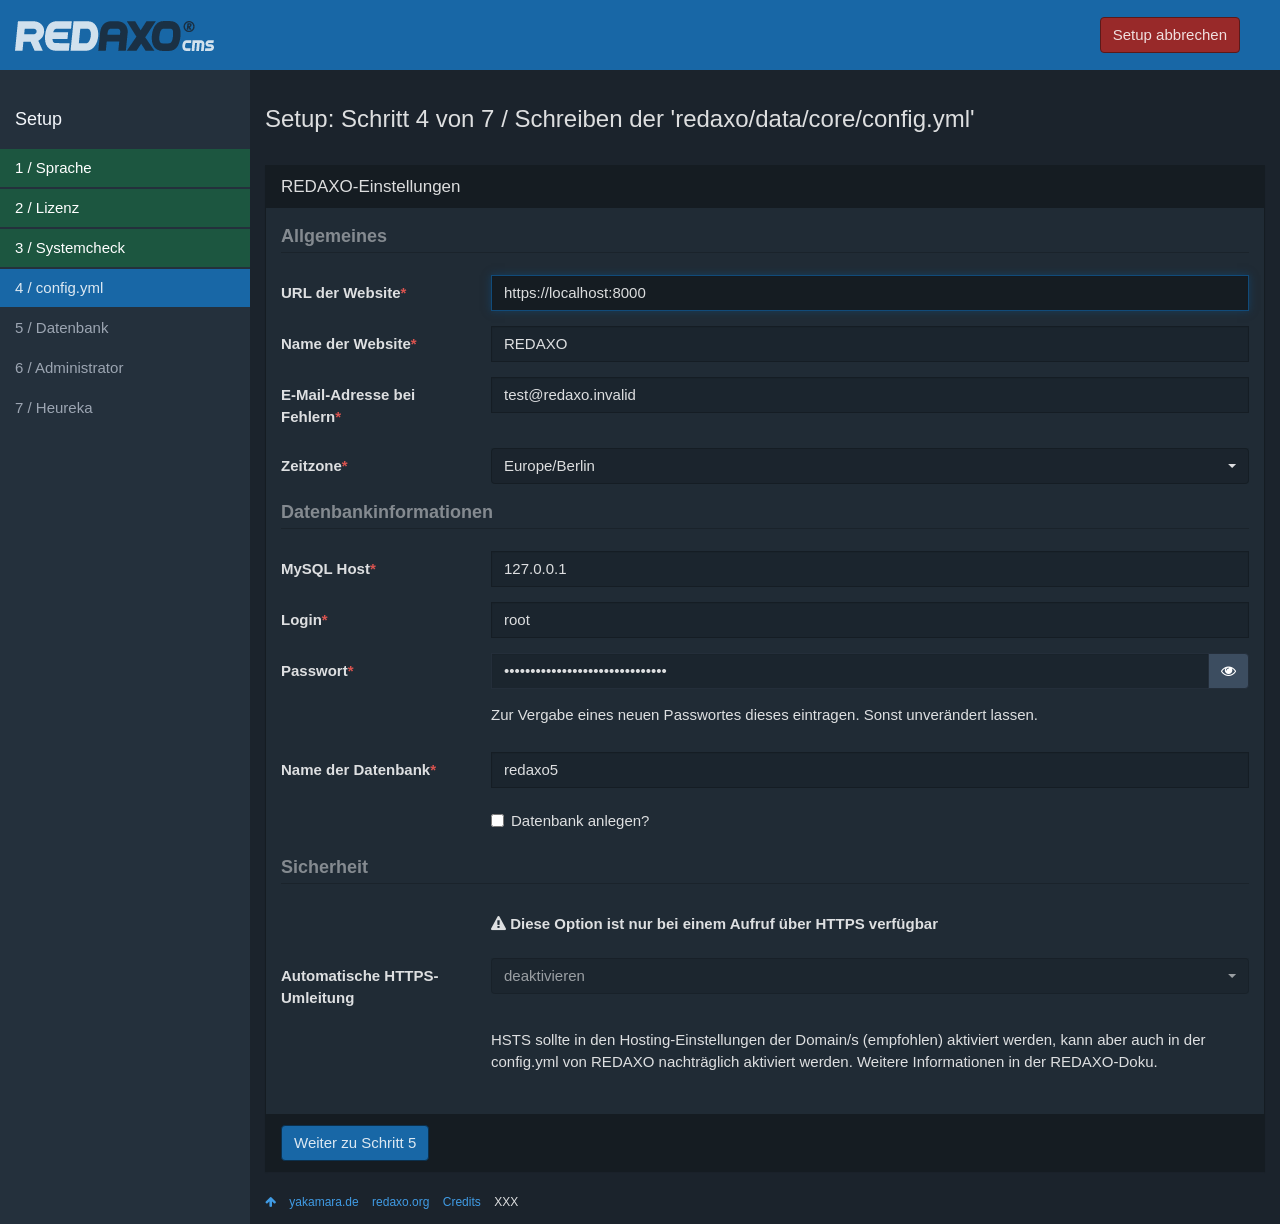 REDAXO® cms
Setup abbrechen
Setup
1 / Sprache
2 / Lizenz
3 / Systemcheck
4 / config.yml
5 / Datenbank
6 / Administrator
7 / Heureka
Setup: Schritt 4 von 7 / Schreiben der 'redaxo/data/core/config.yml'
REDAXO-Einstellungen
Allgemeines
URL der Website*
https://localhost:8000
Name der Website*
REDAXO
E-Mail-Adresse bei
Fehlern*
test@redaxo.invalid
Zeitzone*
Europe/Berlin
Datenbankinformationen
MySQL Host*
127.0.0.1
Login*
root
Passwort*
•••••••••••••••••••••••••••••••
Zur Vergabe eines neuen Passwortes dieses eintragen. Sonst unverändert lassen.
Name der Datenbank*
redaxo5
Datenbank anlegen?
Sicherheit
Diese Option ist nur bei einem Aufruf über HTTPS verfügbar
Automatische HTTPS-
Umleitung
deaktivieren
HSTS sollte in den Hosting-Einstellungen der Domain/s (empfohlen) aktiviert werden, kann aber auch in der
config.yml von REDAXO nachträglich aktiviert werden. Weitere Informationen in der REDAXO-Doku.
Weiter zu Schritt 5
yakamara.de redaxo.org Credits XXX